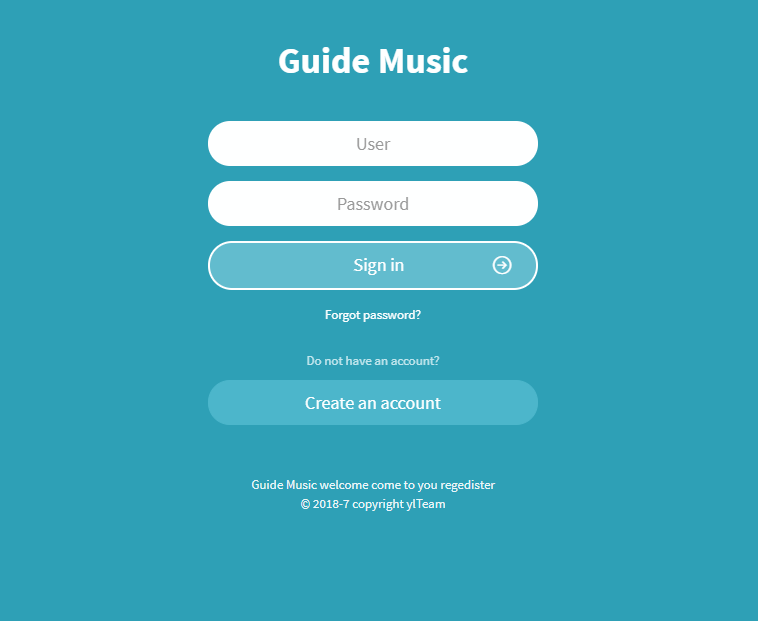 Guide Music
User
Password
Sign in
Forgot password?
Do not have an account?
Create an account
Guide Music welcome come to you regedister
© 2018-7 copyright ylTeam